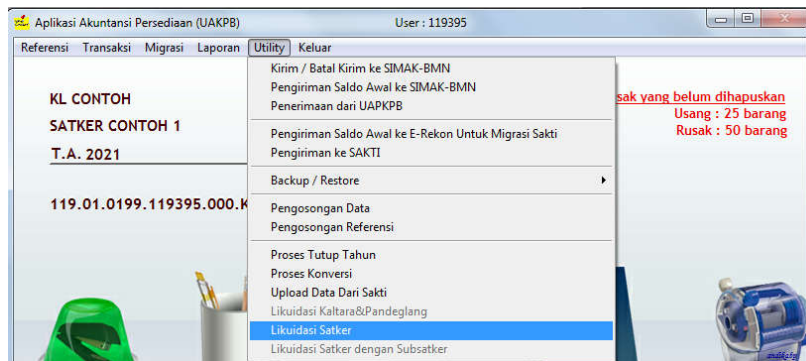 Aplikasi Akuntansi Persediaan (UAKPB) User : 119395
Referensi Transaksi Migrasi Laporan Utility Keluar
Kirim / Batal Kirim ke SIMAK-BMN
Pengiriman Saldo Awal ke SIMAK-BMN
Penerimaan dari UAPKPB
Pengiriman Saldo Awal ke E-Rekon Untuk Migrasi Sakti
Pengiriman ke SAKTI
Backup / Restore
Pengosongan Data
Pengosongan Referensi
Proses Tutup Tahun
Proses Konversi
Upload Data Dari Sakti
Likuidasi Kaltara&Pandeglang
Likuidasi Satker
Likuidasi Satker dengan Subsatker
KL CONTOH
SATKER CONTOH 1
T.A. 2021
119.01.0199.119395.000.K
sak yang belum dihapuskan
Usang : 25 barang
Rusak : 50 barang